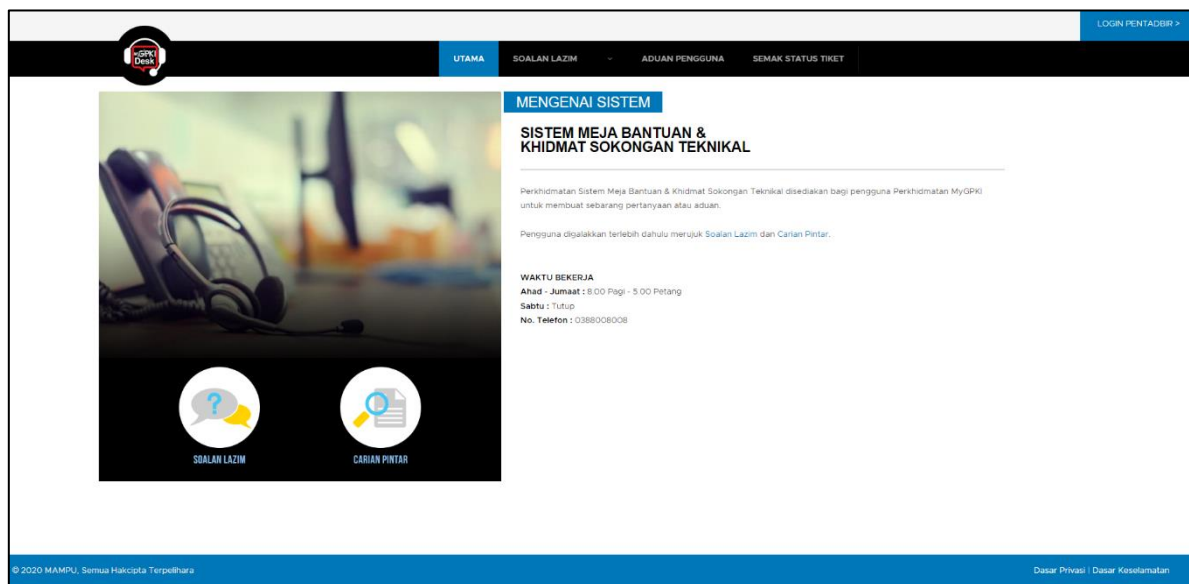 LOGIN PENTADBIR >
MyGPKI
Desk
UTAMA
SOALAN LAZIM
ADUAN PENGGUNA
SEMAK STATUS TIKET
MENGENAI SISTEM
SISTEM MEJA BANTUAN &
KHIDMAT SOKONGAN TEKNIKAL
Perkhidmatan Sistem Meja Bantuan & Khidmat Sokongan Teknikal disediakan bagi pengguna Perkhidmatan MyGPKI
untuk membuat sebarang pertanyaan atau aduan.
Pengguna digalakkan terlebih dahulu merujuk Soalan Lazim dan Carian Pintar.
WAKTU BEKERJA
Ahad - Jumaat : 8.00 Pagi - 5.00 Petang
Sabtu : Tutup
No. Telefon : 0388008008
SOALAN LAZIM
CARIAN PINTAR
© 2020 MAMPU, Semua Hakcipta Terpelihara
Dasar Privasi | Dasar Keselamatan